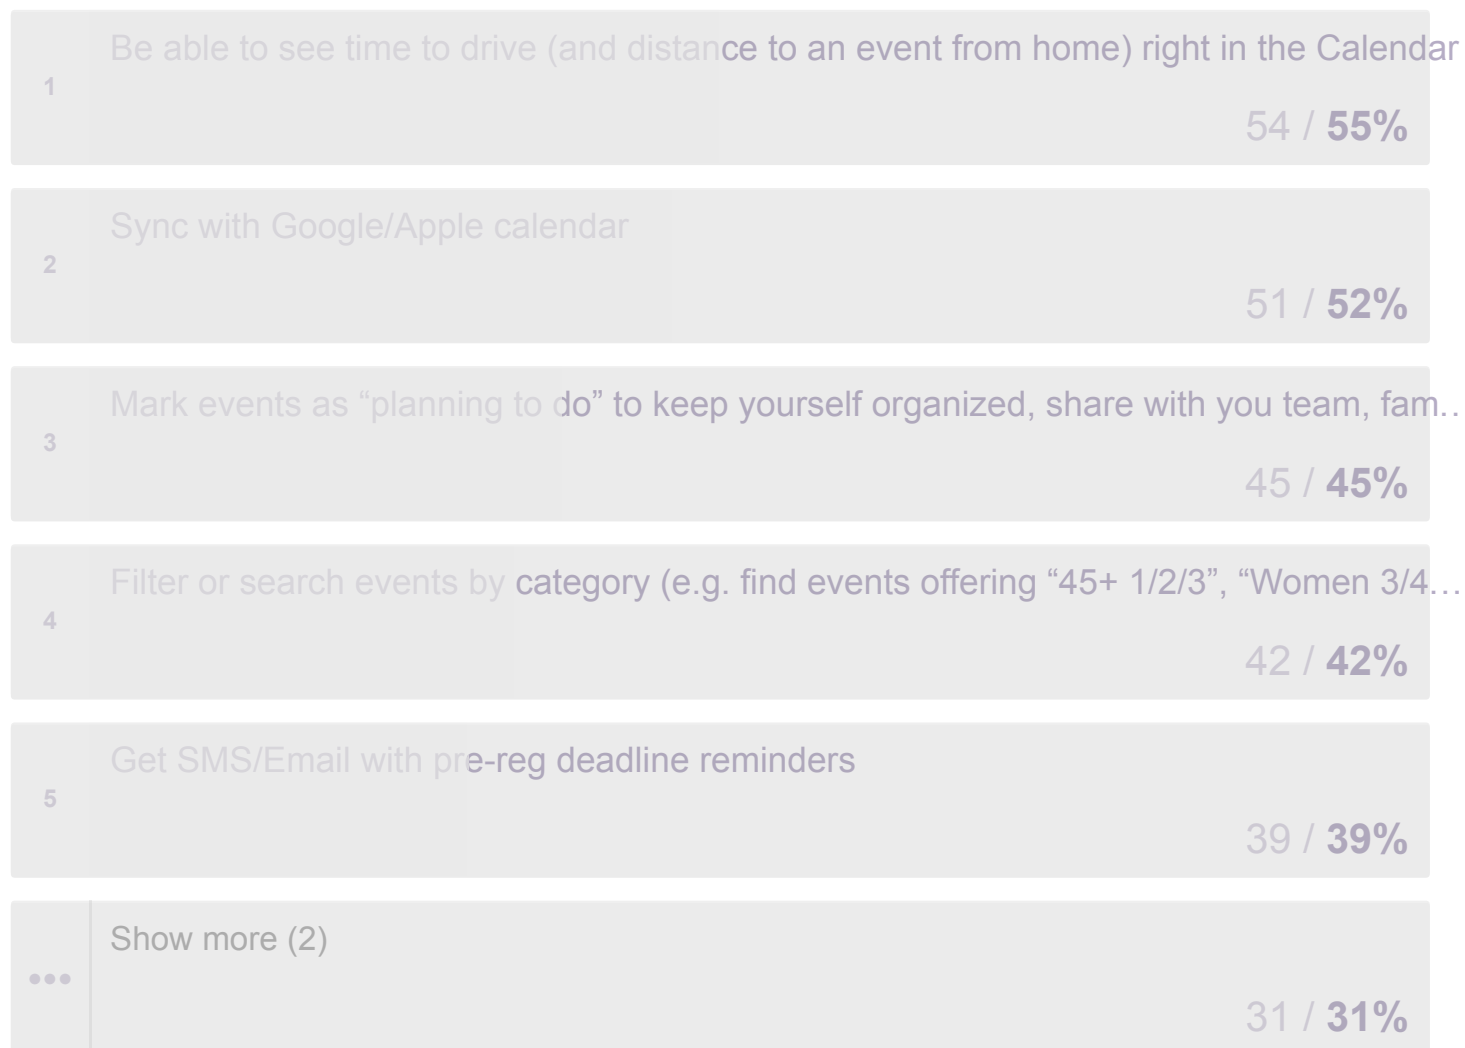 Be able to see time to drive (and distance to an event from home) right in the Calendar
1
54 / 55%
Sync with Google/Apple calendar
2
51 / 52%
Mark events as “planning to do” to keep yourself organized, share with you team, fam…
3
45 / 45%
Filter or search events by category (e.g. find events offering “45+ 1/2/3”, “Women 3/4…
4
42 / 42%
Get SMS/Email with pre-reg deadline reminders
5
39 / 39%
Show more (2)
•••
31 / 31%